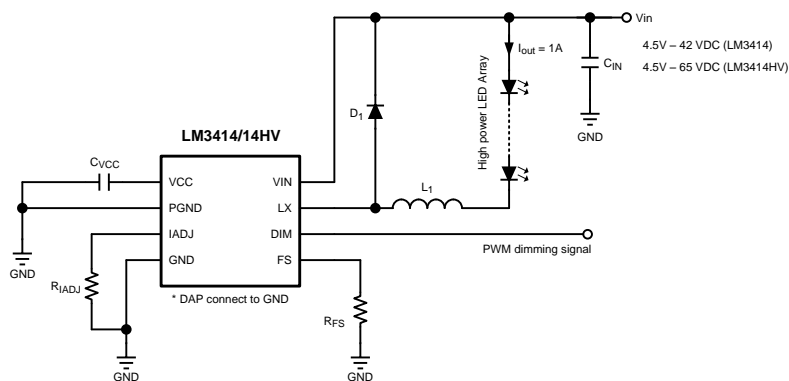 Vin
Iout = 1A
4.5V – 42 VDC (LM3414)
4.5V – 65 VDC (LM3414HV)
CIN
GND
High power LED Array
D1
LM3414/14HV
CVCC
VCC
VIN
L1
PGND
LX
IADJ
DIM
PWM dimming signal
GND
FS
GND
RIADJ
* DAP connect to GND
RFS
GND
GND